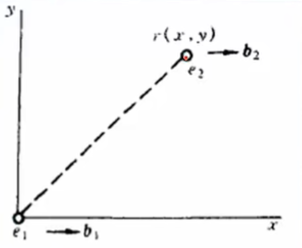 y
r(x, y)
b₂
e₂
e₁
b₁
x